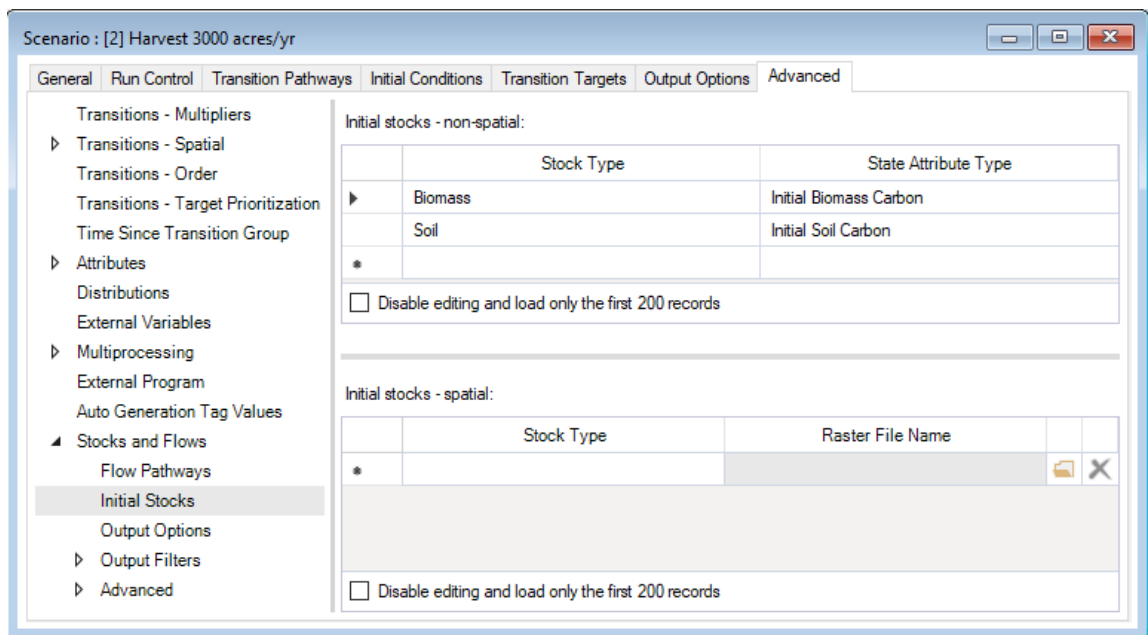 Scenario : [2] Harvest 3000 acres/yr
General Run Control Transition Pathways Initial Conditions Transition Targets Output Options Advanced
Transitions - Multipliers
Transitions - Spatial
Transitions - Order
Transitions - Target Prioritization
Time Since Transition Group
Attributes
Distributions
External Variables
Multiprocessing
External Program
Auto Generation Tag Values
Stocks and Flows
Flow Pathways
Initial Stocks
Output Options
Output Filters
Advanced
Initial stocks - non-spatial:
Stock Type State Attribute Type
Biomass Initial Biomass Carbon
Soil Initial Soil Carbon
Disable editing and load only the first 200 records
Initial stocks - spatial:
Stock Type Raster File Name
Disable editing and load only the first 200 records